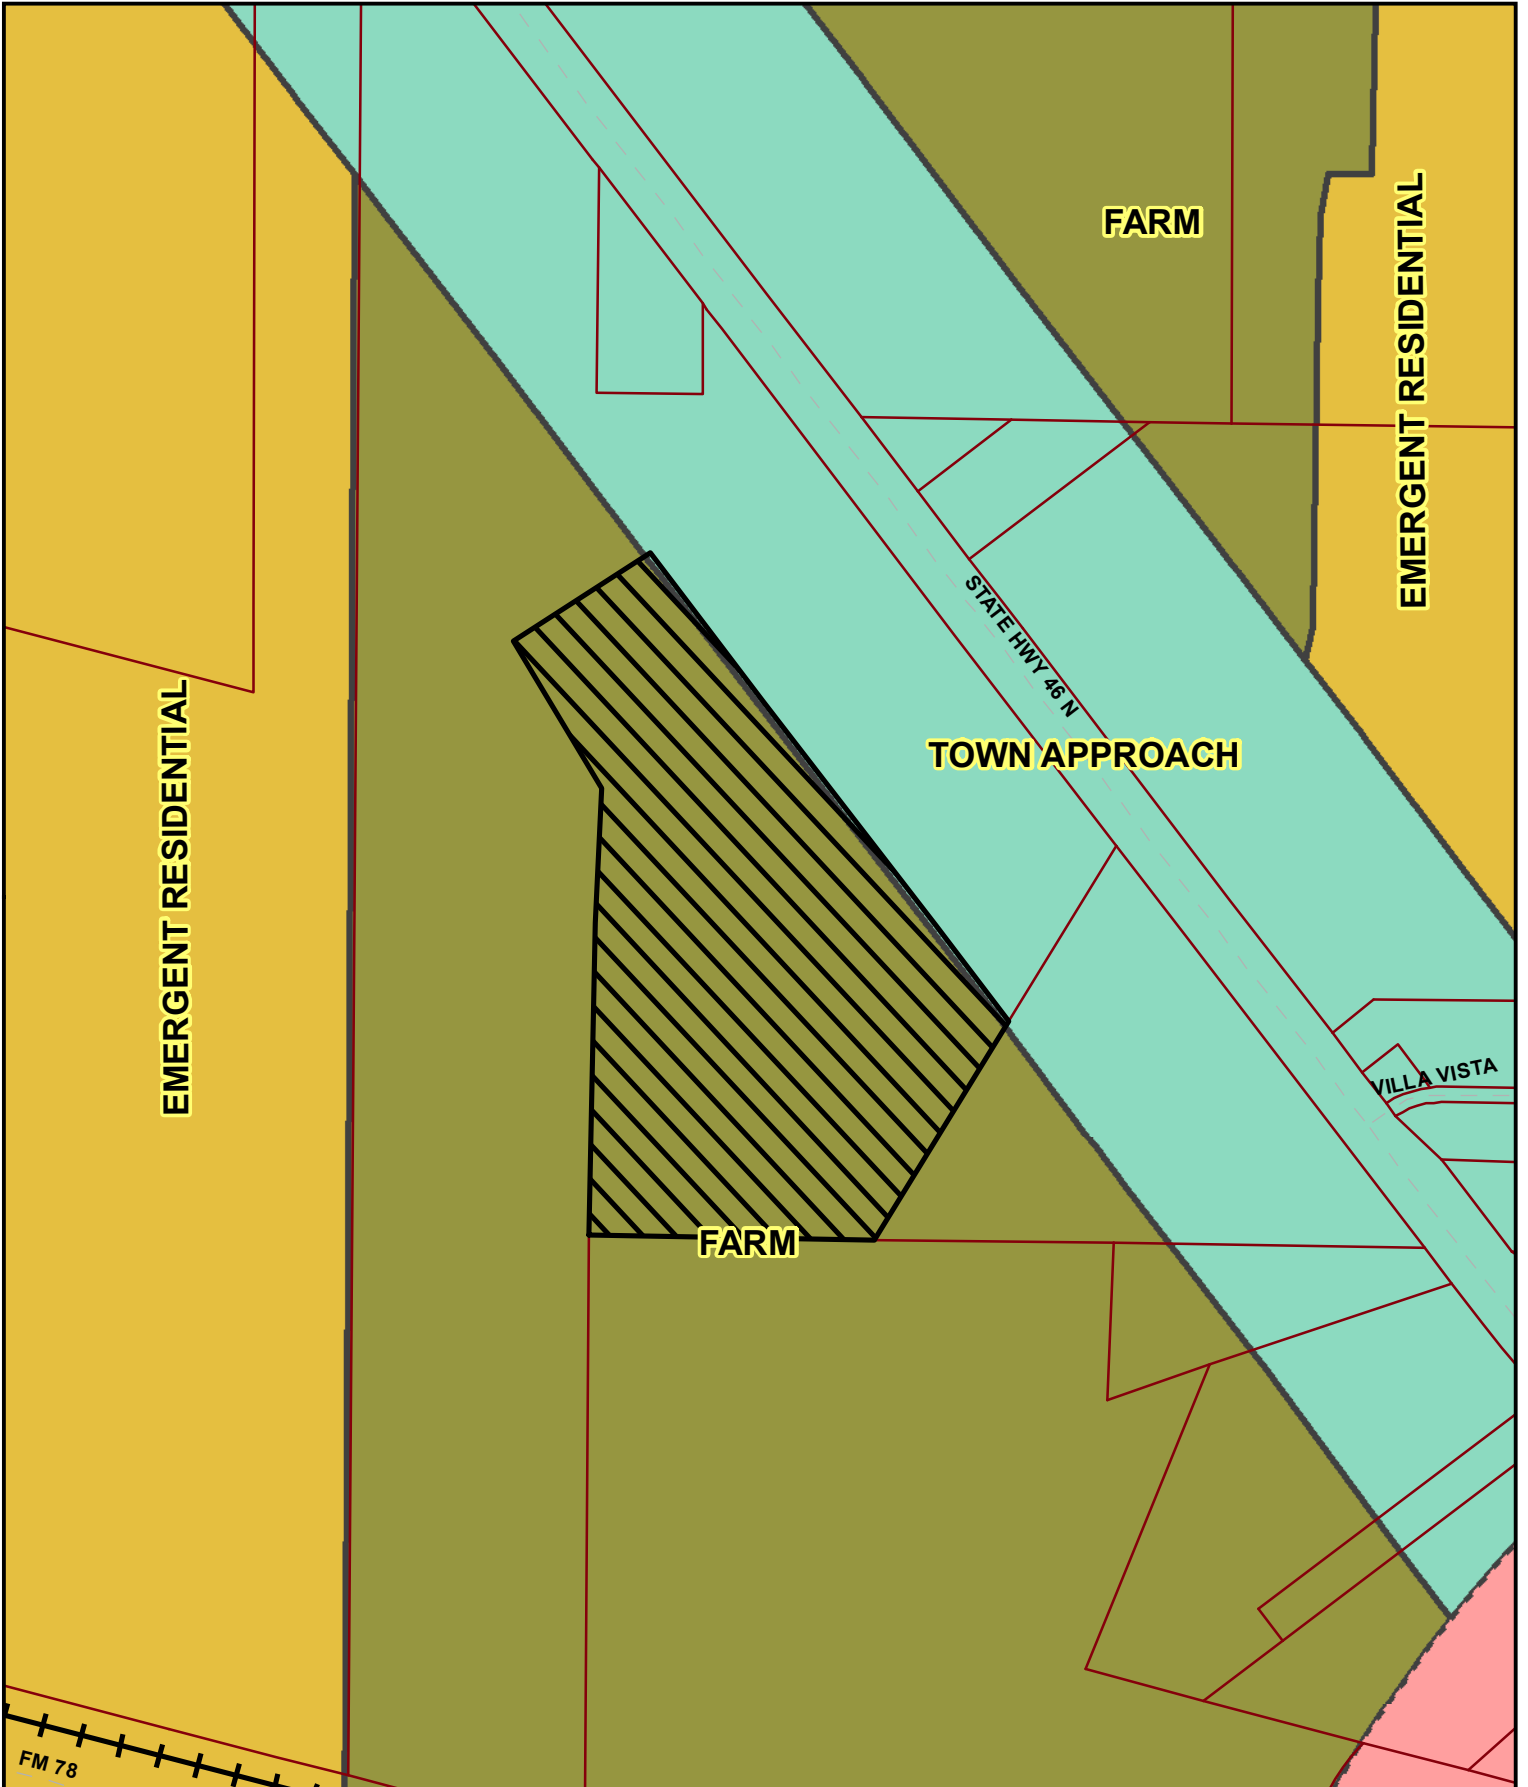 FARM
EMERGENT RESIDENTIAL
STATE HWY 46 N
TOWN APPROACH
EMERGENT RESIDENTIAL
VILLA VISTA
FARM
FM 78